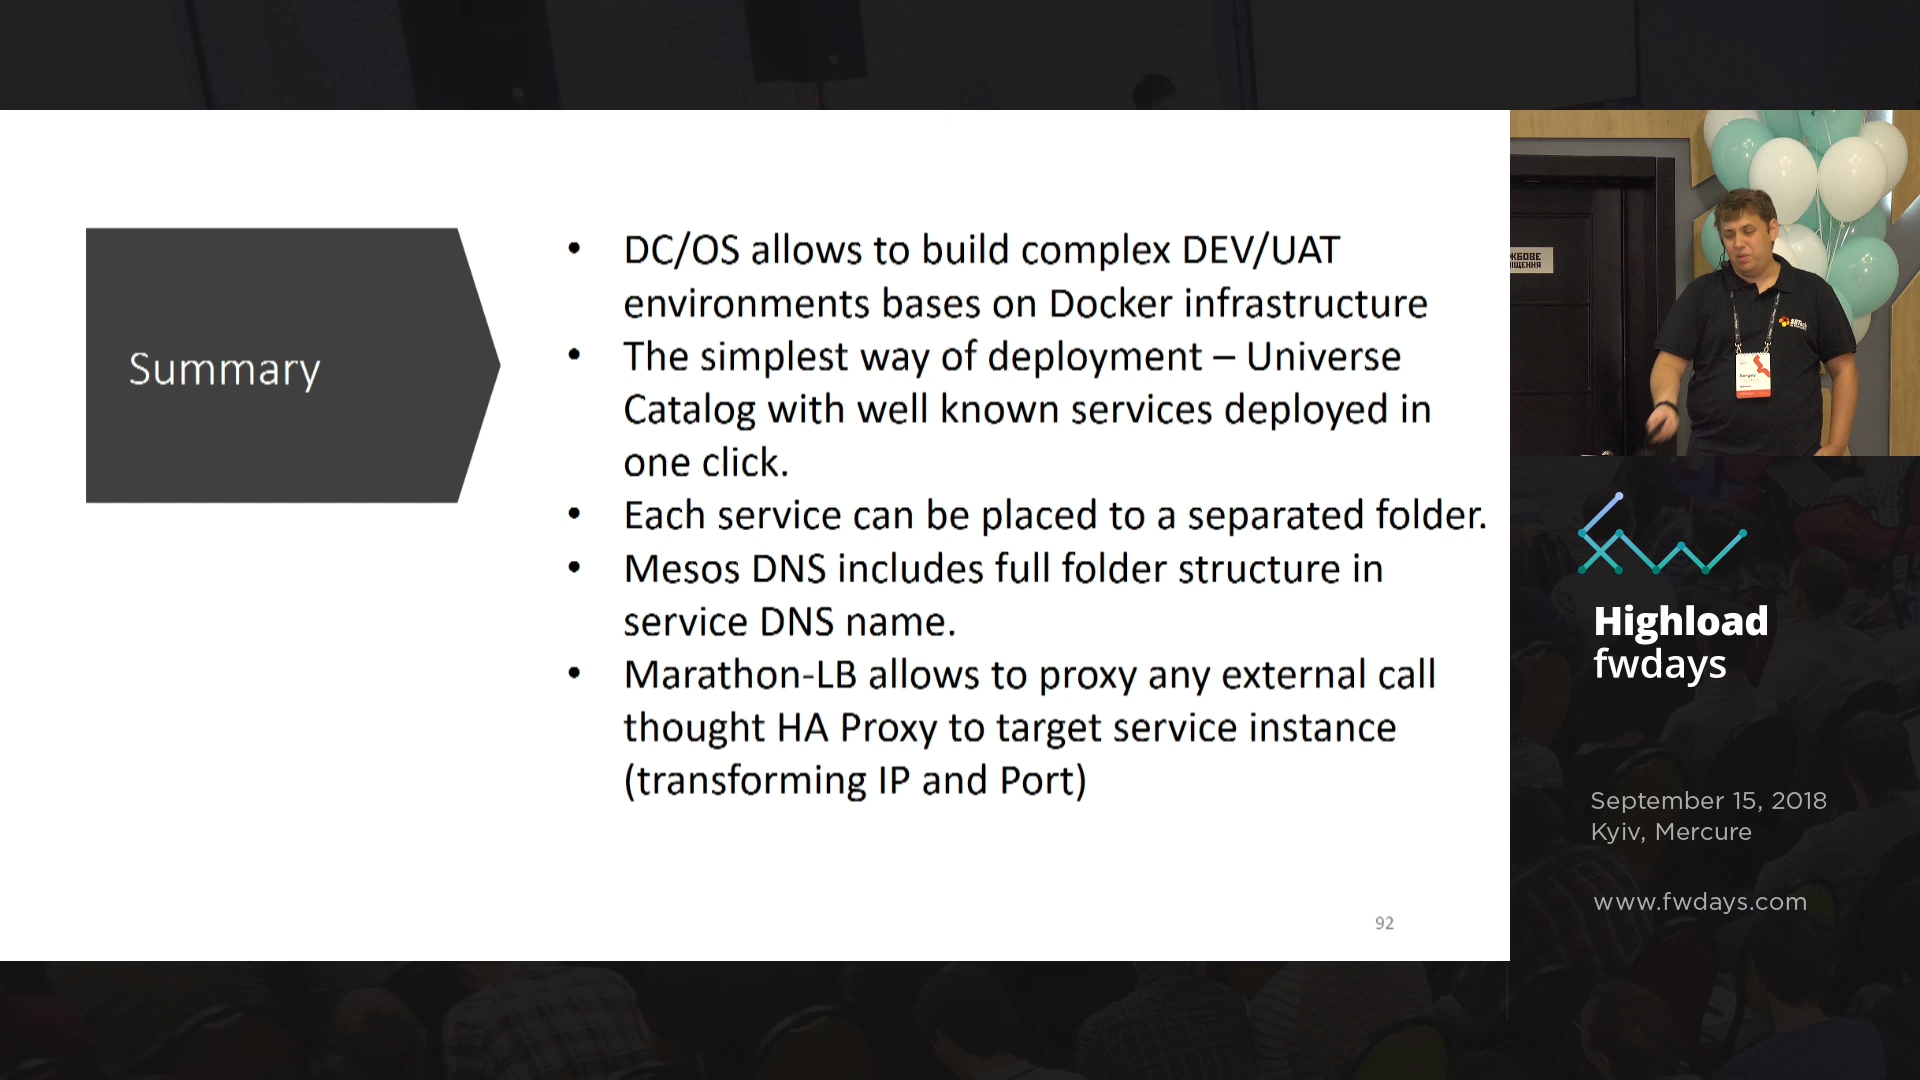 Summary
• DC/OS allows to build complex DEV/UAT
environments bases on Docker infrastructure
• The simplest way of deployment – Universe
Catalog with well known services deployed in
one click.
• Each service can be placed to a separated folder.
• Mesos DNS includes full folder structure in
service DNS name.
• Marathon-LB allows to proxy any external call
thought HA Proxy to target service instance
(transforming IP and Port)
92
Highload
fwdays
September 15, 2018
Kyiv, Mercure
www.fwdays.com